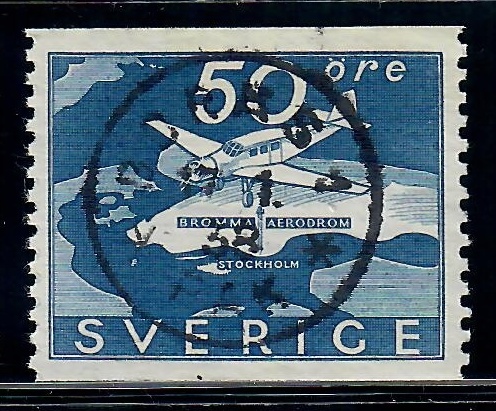 50 öre
BROMMA AERODROM
STOCKHOLM
SVERIGE